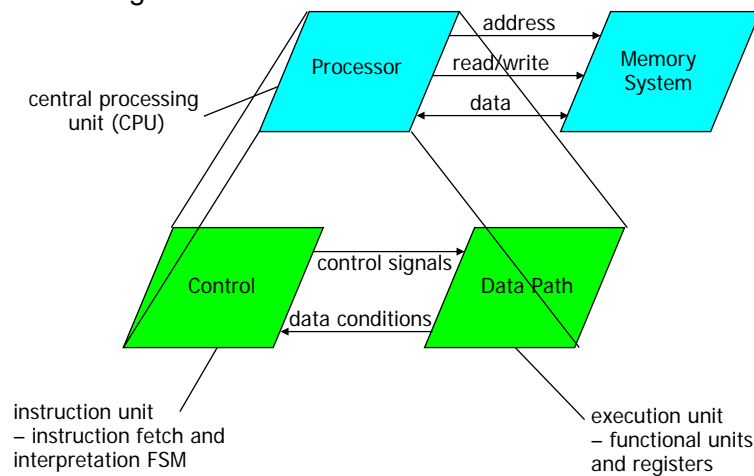 address
Processor
read/write
Memory
System
central processing
unit (CPU)
data
control signals
Control
Data Path
data conditions
instruction unit
– instruction fetch and
interpretation FSM
execution unit
– functional units
and registers